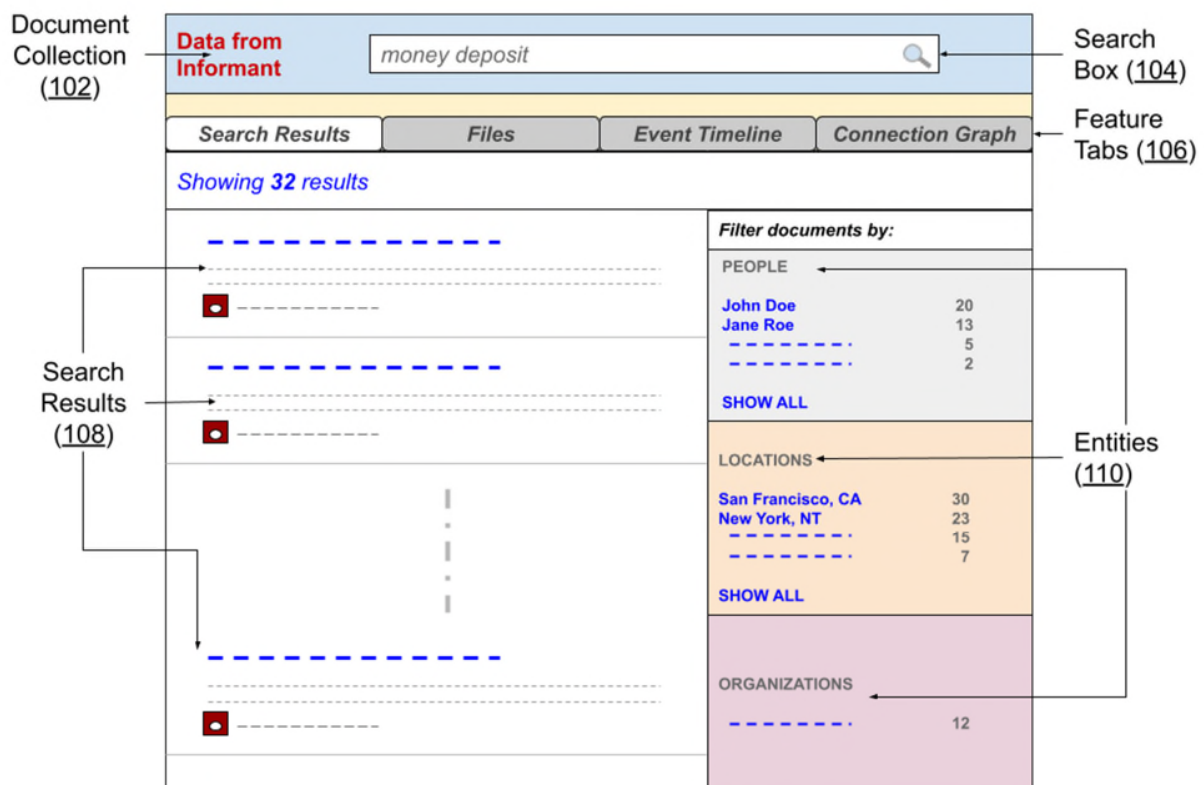 Document
Collection
(102)
Data from
Informant
money deposit
Search
Box (104)
Search Results
Files
Event Timeline
Connection Graph
Feature
Tabs (106)
Showing 32 results
Filter documents by:
PEOPLE
John Doe 20
Jane Roe 13
5
2
SHOW ALL
Search
Results
(108)
LOCATIONS
San Francisco, CA 30
New York, NT 23
15
7
SHOW ALL
Entities
(110)
ORGANIZATIONS
12